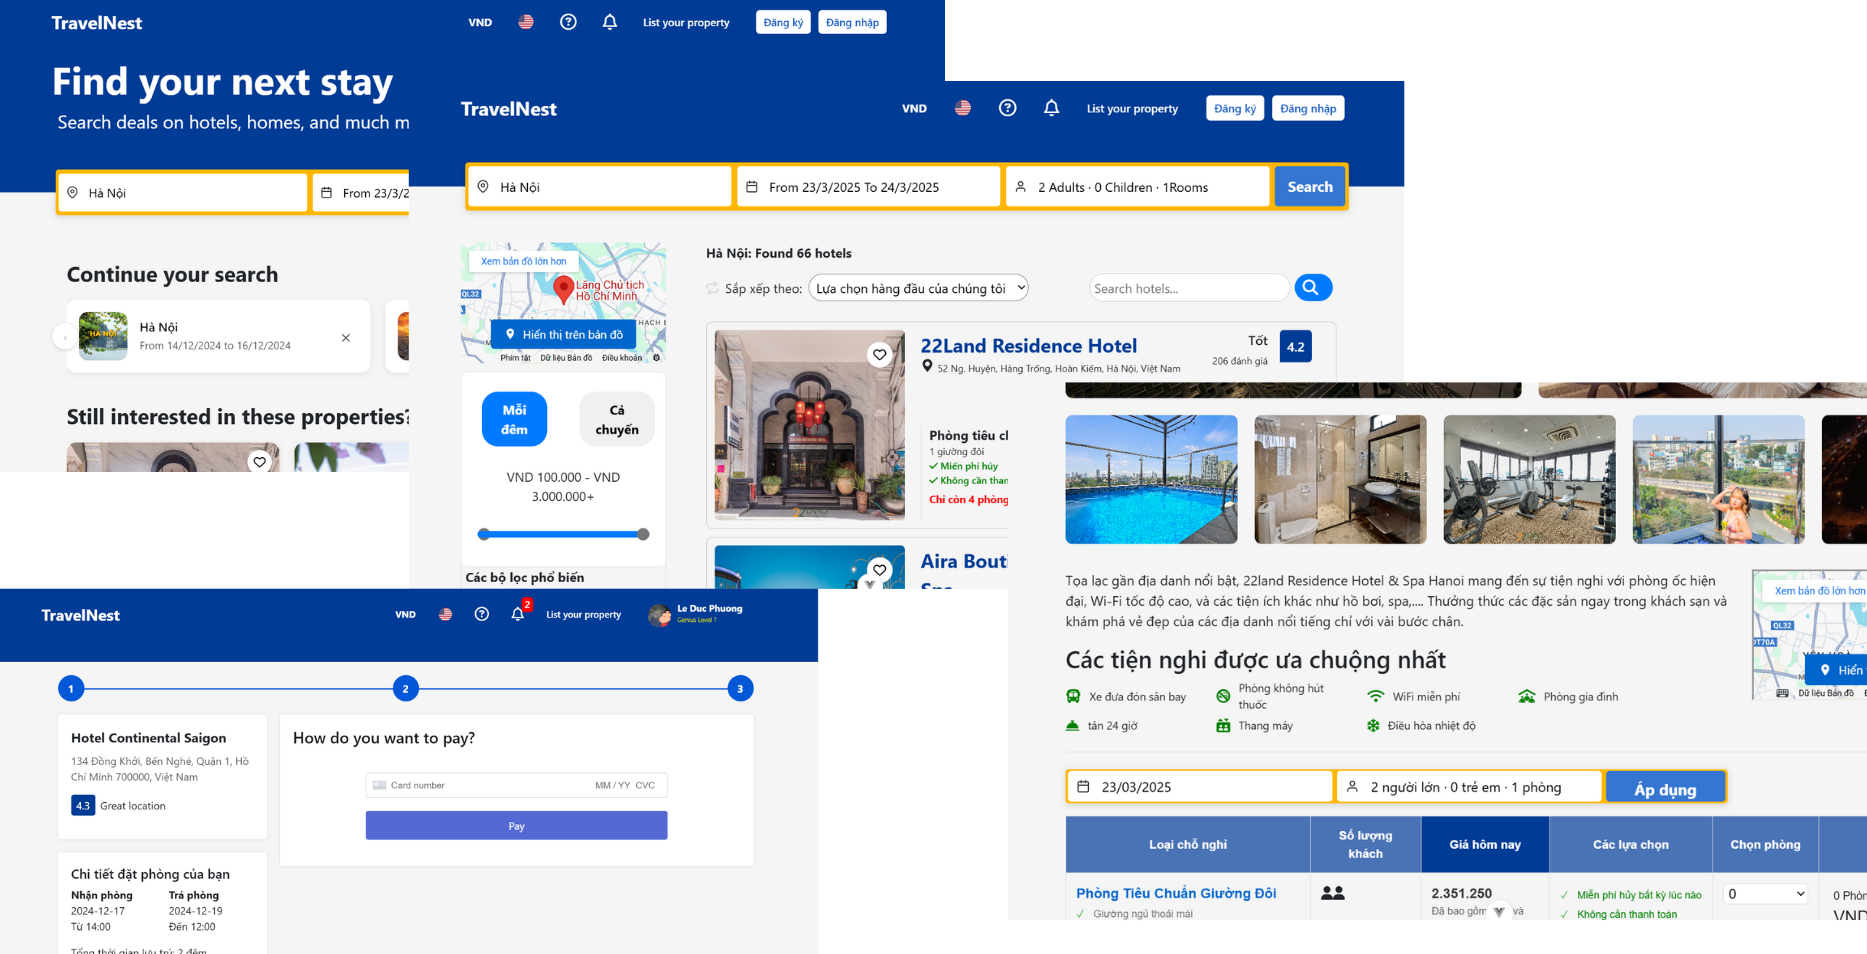 TravelNest
VND
List your property
Đăng ký
Đăng nhập
Find your next stay
Search deals on hotels, homes, and much m
Hà Nội
From 23/3/2
Continue your search
HÀ NỘI
Hà Nội
From 14/12/2024 to 16/12/2024
Still interested in these properties?
TravelNest
VND
List your property
Đăng ký
Đăng nhập
Hà Nội
From 23/3/2025 To 24/3/2025
2 Adults · 0 Children · 1Rooms
Search
Xem bản đồ lớn hơn
QL32
Lăng Chủ tịch
Hồ Chí Minh
Hiển thị trên bản đồ
Phím tắt
Dữ liệu Bản đồ
Điều khoản
Mỗi
đêm
Cả
chuyến
VND 100.000 - VND
3.000.000+
Các bộ lọc phổ biến
Hà Nội: Found 66 hotels
Sắp xếp theo:
Lựa chọn hàng đầu của chúng tôi
Search hotels...
22Land Residence Hotel
52 Ng. Huyện, Hàng Trống, Hoàn Kiếm, Hà Nội, Việt Nam
Tốt
206 đánh giá
4.2
Phòng tiêu cl
1 giường đôi
Miễn phí hủy
Không cần than
Chỉ còn 4 phòng
Aira Bouti
Spa
TravelNest
VND
2
List your property
Le Duc Phuong
Genius Level ?
1
2
3
Hotel Continental Saigon
134 Đồng Khởi, Bến Nghé, Quận 1, Hồ
Chí Minh 700000, Việt Nam
4.3
Great location
Chi tiết đặt phòng của bạn
Nhận phòng
Trả phòng
2024-12-17
2024-12-19
Từ 14:00
Đến 12:00
Tổng thời gian lưu trú: 2 đêm
How do you want to pay?
Card number
MM / YY CVC
Pay
Tọa lạc gần địa danh nổi bật, 22land Residence Hotel & Spa Hanoi mang đến sự tiện nghi với phòng ốc hiện
đại, Wi-Fi tốc độ cao, và các tiện ích khác như hồ bơi, spa,.... Thưởng thức các đặc sản ngay trong khách sạn và
khám phá vẻ đẹp của các địa danh nổi tiếng chỉ với vài bước chân.
Các tiện nghi được ưa chuộng nhất
Xe đưa đón sân bay
Phòng không hút
thuốc
WiFi miễn phí
Phòng gia đình
tân 24 giờ
Thang máy
Điều hòa nhiệt độ
Xem bản đồ lớn hơn
QL32
Hiển
Dữ liệu Bản đồ
23/03/2025
2 người lớn · 0 trẻ em · 1 phòng
Áp dụng
Loại chỗ nghỉ
Số lượng
khách
Giá hôm nay
Các lựa chọn
Chọn phòng
Phòng Tiêu Chuẩn Giường Đôi
Giường ngủ thoải mái
2.351.250
Đã bao gồm
và
Miễn phí hủy bất kỳ lúc nào
Không cần thanh toán
0
0 Phòn
VND